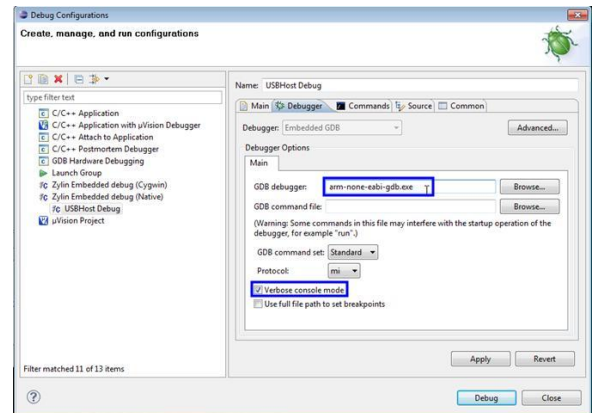 Debug Configurations
Create, manage, and run configurations
type filter text
C/C++ Application
C/C++ Application with µVision Debugger
C/C++ Attach to Application
C/C++ Postmortem Debugger
GDB Hardware Debugging
Launch Group
Zylin Embedded debug (Cygwin)
Zylin Embedded debug (Native)
USBHost Debug
µVision Project
Filter matched 11 of 13 items
Name: USBHost Debug
Main Debugger Commands Source Common
Debugger: Embedded GDB Advanced...
Debugger Options
Main
GDB debugger: arm-none-eabi-gdb.exe Browse...
GDB command file: Browse...
(Warning: Some commands in this file may interfere with the startup operation of the
debugger, for example "run".)
GDB command set: Standard
Protocol: mi
Verbose console mode
Use full file path to set breakpoints
Apply Revert
Debug Close